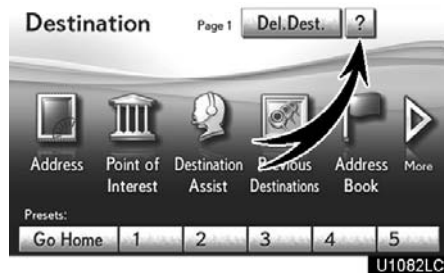 Destination Page 1 Del.Dest. ?
Address Point of Interest Destination Assist Previous Destinations Address Book More
Presets:
Go Home 1 2 3 4 5
U1082LC